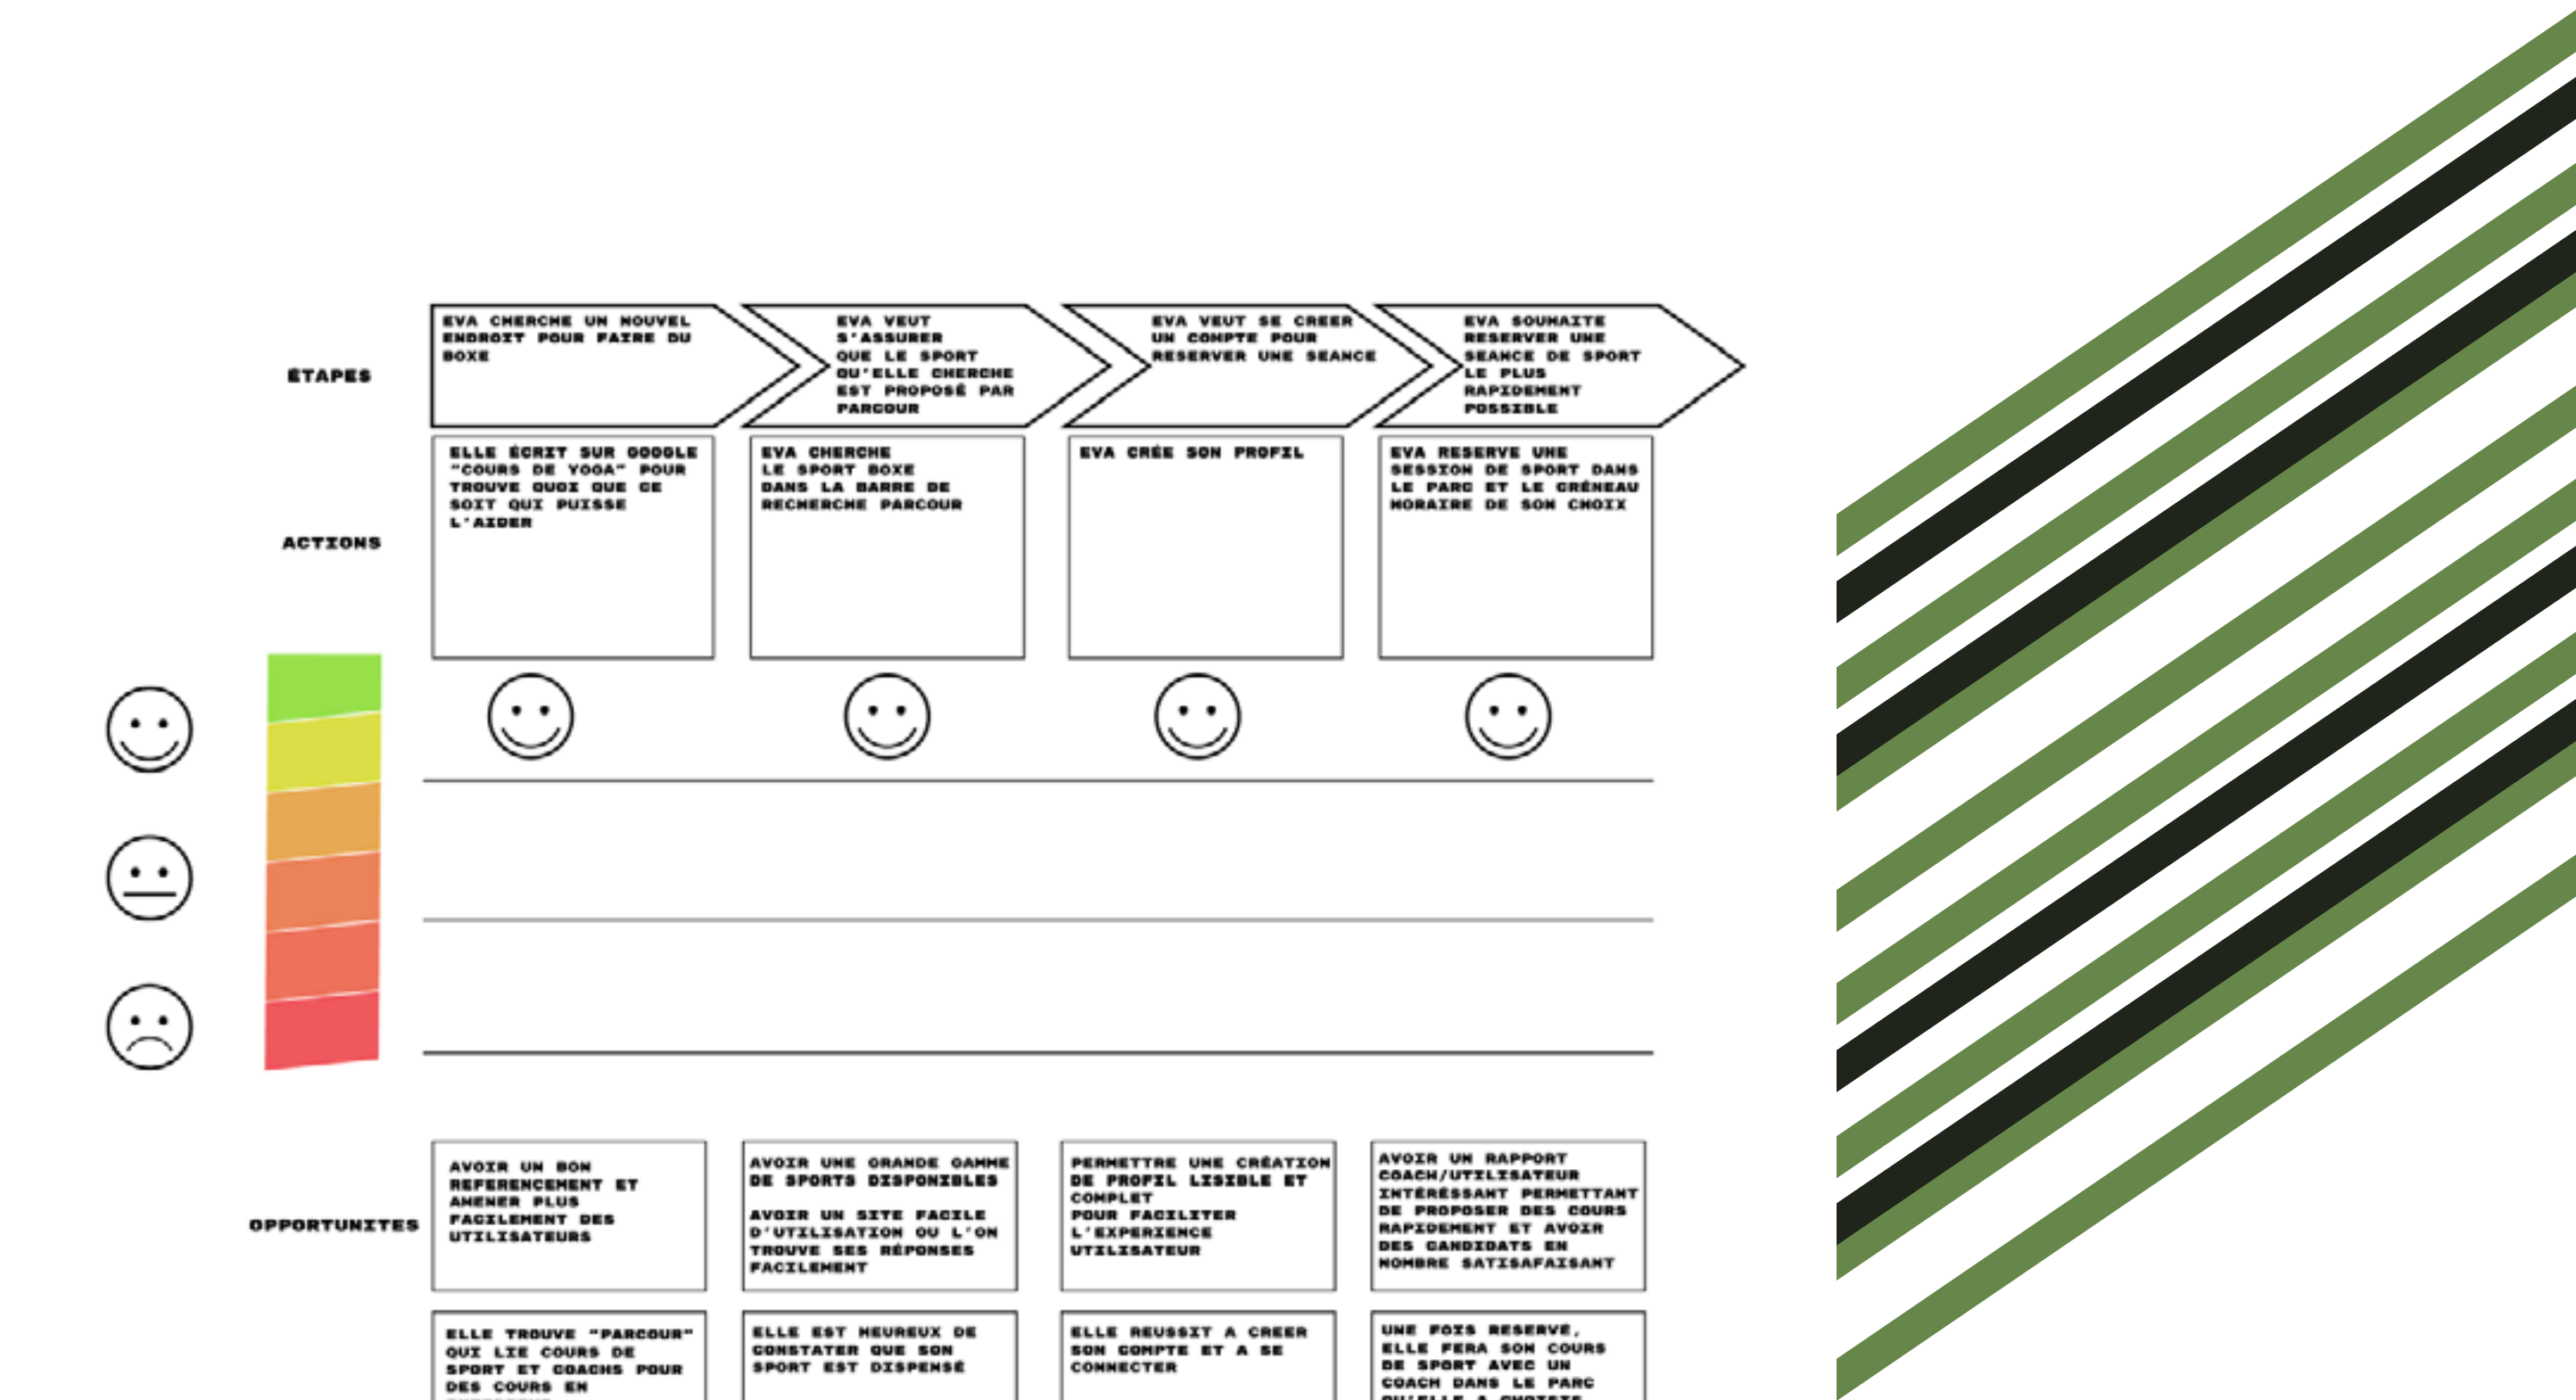 ÉTAPES
EVA CHERCHE UN NOUVEL
ENDROIT POUR FAIRE DU
BOXE
EVA VEUT
S'ASSURER
QUE LE SPORT
QU'ELLE CHERCHE
EST PROPOSÉ PAR
PARCOUR
EVA VEUT SE CREER
UN COMPTE POUR
RESERVER UNE SEANCE
EVA SOUHAITE
RESERVER UNE
SEANCE DE SPORT
LE PLUS
RAPIDEMENT
POSSIBLE
ACTIONS
ELLE ÉCRIT SUR GOOGLE
"COURS DE YOGA" POUR
TROUVE QUOI QUE CE
SOIT QUI PUISSE
L'AIDER
EVA CHERCHE
LE SPORT BOXE
DANS LA BARRE DE
RECHERCHE PARCOUR
EVA CRÉE SON PROFIL
EVA RESERVE UNE
SESSION DE SPORT DANS
LE PARC ET LE CRÉNEAU
HORAIRE DE SON CHOIX
OPPORTUNITES
AVOIR UN BON
REFERENCEMENT ET
AMENER PLUS
FACILEMENT DES
UTILISATEURS
AVOIR UNE GRANDE GAMME
DE SPORTS DISPONIBLES
AVOIR UN SITE FACILE
D'UTILISATION OU L'ON
TROUVE SES RÉPONSES
FACILEMENT
PERMETTRE UNE CRÉATION
DE PROFIL LISIBLE ET
COMPLET
POUR FACILITER
L'EXPERIENCE
UTILISATEUR
AVOIR UN RAPPORT
COACH/UTILISATEUR
INTÉRÉSSANT PERMETTANT
DE PROPOSER DES COURS
RAPIDEMENT ET AVOIR
DES CANDIDATS EN
NOMBRE SATISAFAISANT
ELLE TROUVE "PARCOUR"
QUI LIE COURS DE
SPORT ET COACHS POUR
DES COURS EN
ELLE EST HEUREUX DE
CONSTATER QUE SON
SPORT EST DISPENSÉ
ELLE REUSSIT A CREER
SON COMPTE ET A SE
CONNECTER
UNE FOIS RESERVÉ,
ELLE FERA SON COURS
DE SPORT AVEC UN
COACH DANS LE PARC